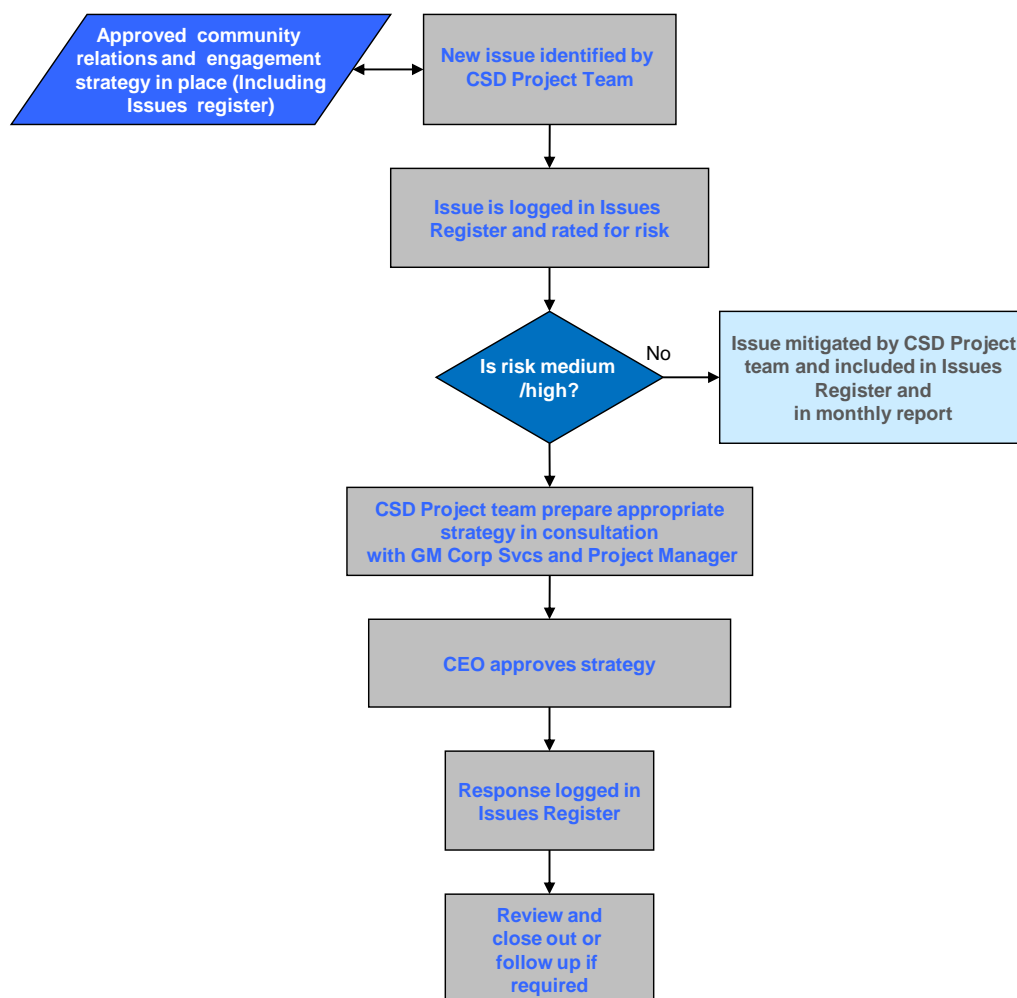 Approved community
relations and engagement
strategy in place (Including
Issues register)
New issue identified by
CSD Project Team
Issue is logged in Issues
Register and rated for risk
Is risk medium
/high?
No
Issue mitigated by CSD Project
team and included in Issues
Register and
in monthly report
CSD Project team prepare appropriate
strategy in consultation
with GM Corp Svcs and Project Manager
CEO approves strategy
Response logged in
Issues Register
Review and
close out or
follow up if
required